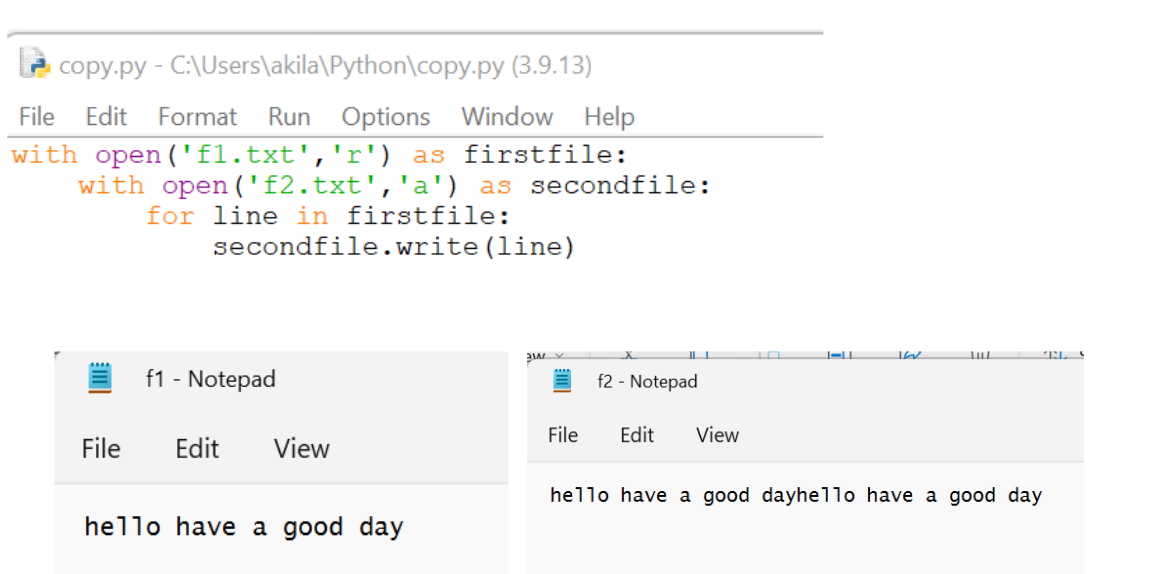 copy.py - C:\Users\akila\Python\copy.py (3.9.13)
File Edit Format Run Options Window Help
with open('f1.txt','r') as firstfile:
    with open('f2.txt','a') as secondfile:
        for line in firstfile:
            secondfile.write(line)
f1 - Notepad
File Edit View
hello have a good day
f2 - Notepad
File Edit View
hello have a good dayhello have a good day